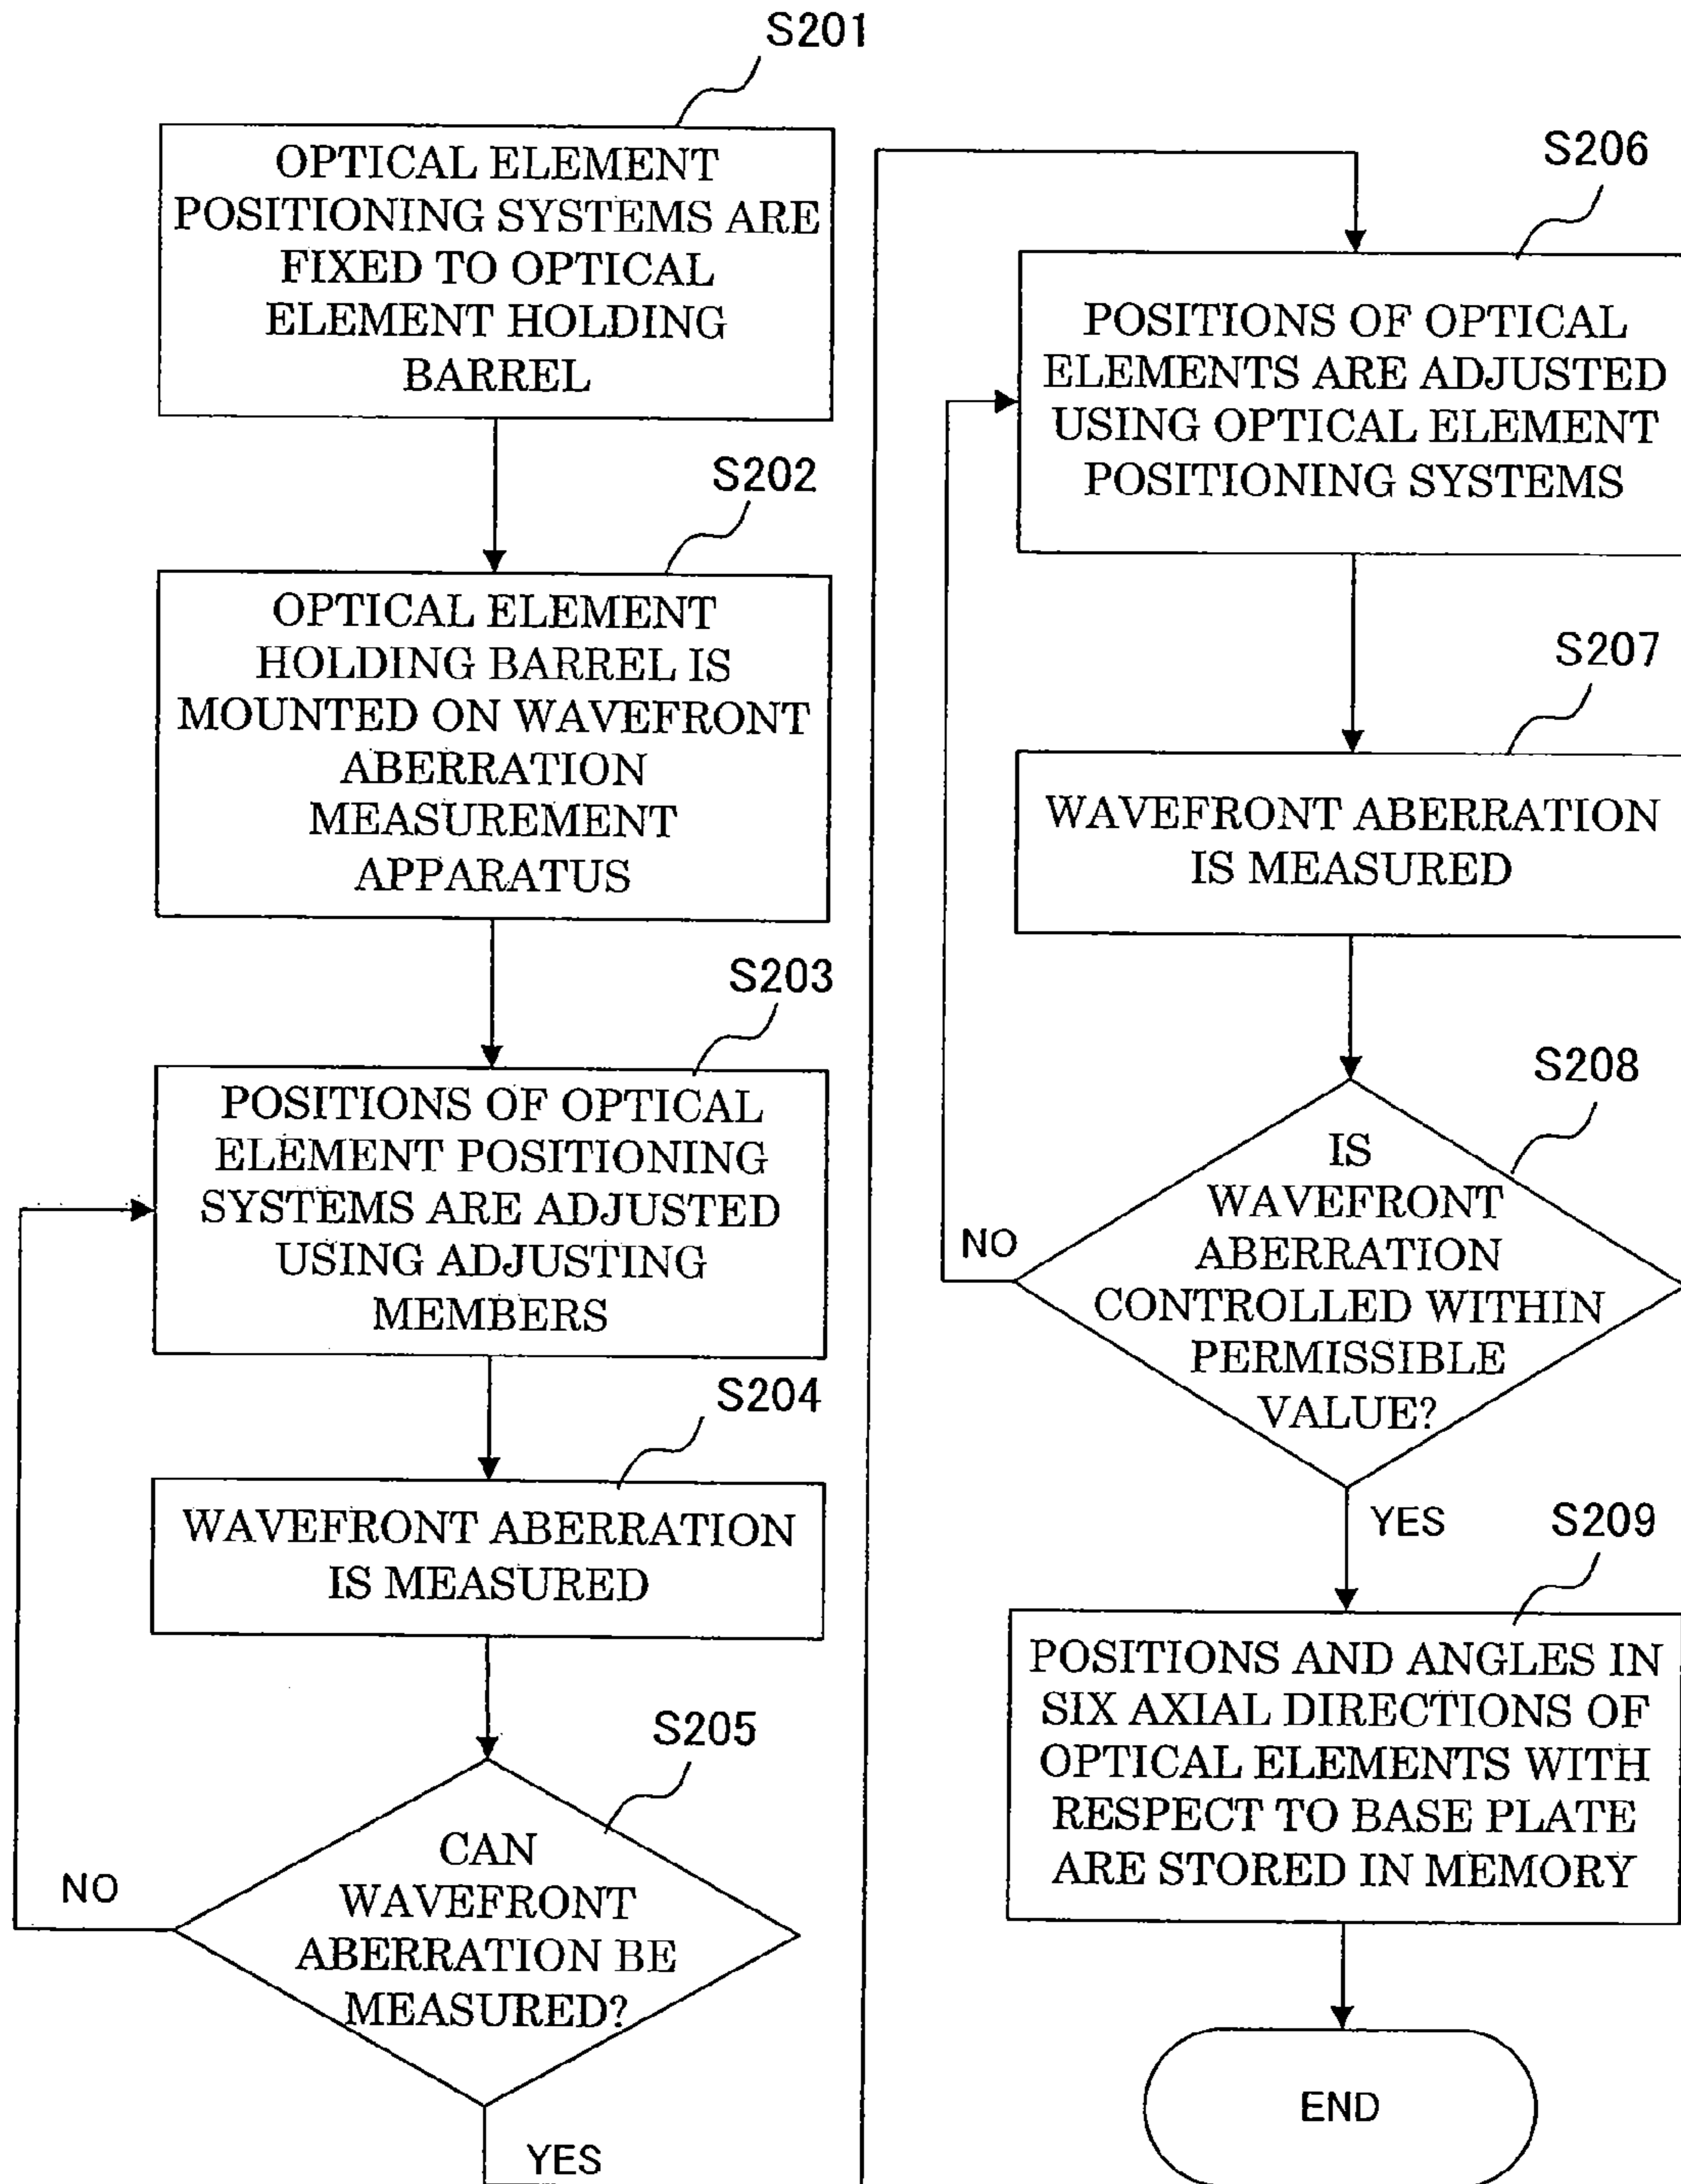 S201
OPTICAL ELEMENT
POSITIONING SYSTEMS ARE
FIXED TO OPTICAL
ELEMENT HOLDING
BARREL
S202
OPTICAL ELEMENT
HOLDING BARREL IS
MOUNTED ON WAVEFRONT
ABERRATION
MEASUREMENT
APPARATUS
S203
POSITIONS OF OPTICAL
ELEMENT POSITIONING
SYSTEMS ARE ADJUSTED
USING ADJUSTING
MEMBERS
S204
WAVEFRONT ABERRATION
IS MEASURED
S205
CAN
WAVEFRONT
ABERRATION BE
MEASURED?
NO
YES
S206
POSITIONS OF OPTICAL
ELEMENTS ARE ADJUSTED
USING OPTICAL ELEMENT
POSITIONING SYSTEMS
S207
WAVEFRONT ABERRATION
IS MEASURED
S208
IS
WAVEFRONT
ABERRATION
CONTROLLED WITHIN
PERMISSIBLE
VALUE?
NO
YES
S209
POSITIONS AND ANGLES IN
SIX AXIAL DIRECTIONS OF
OPTICAL ELEMENTS WITH
RESPECT TO BASE PLATE
ARE STORED IN MEMORY
END